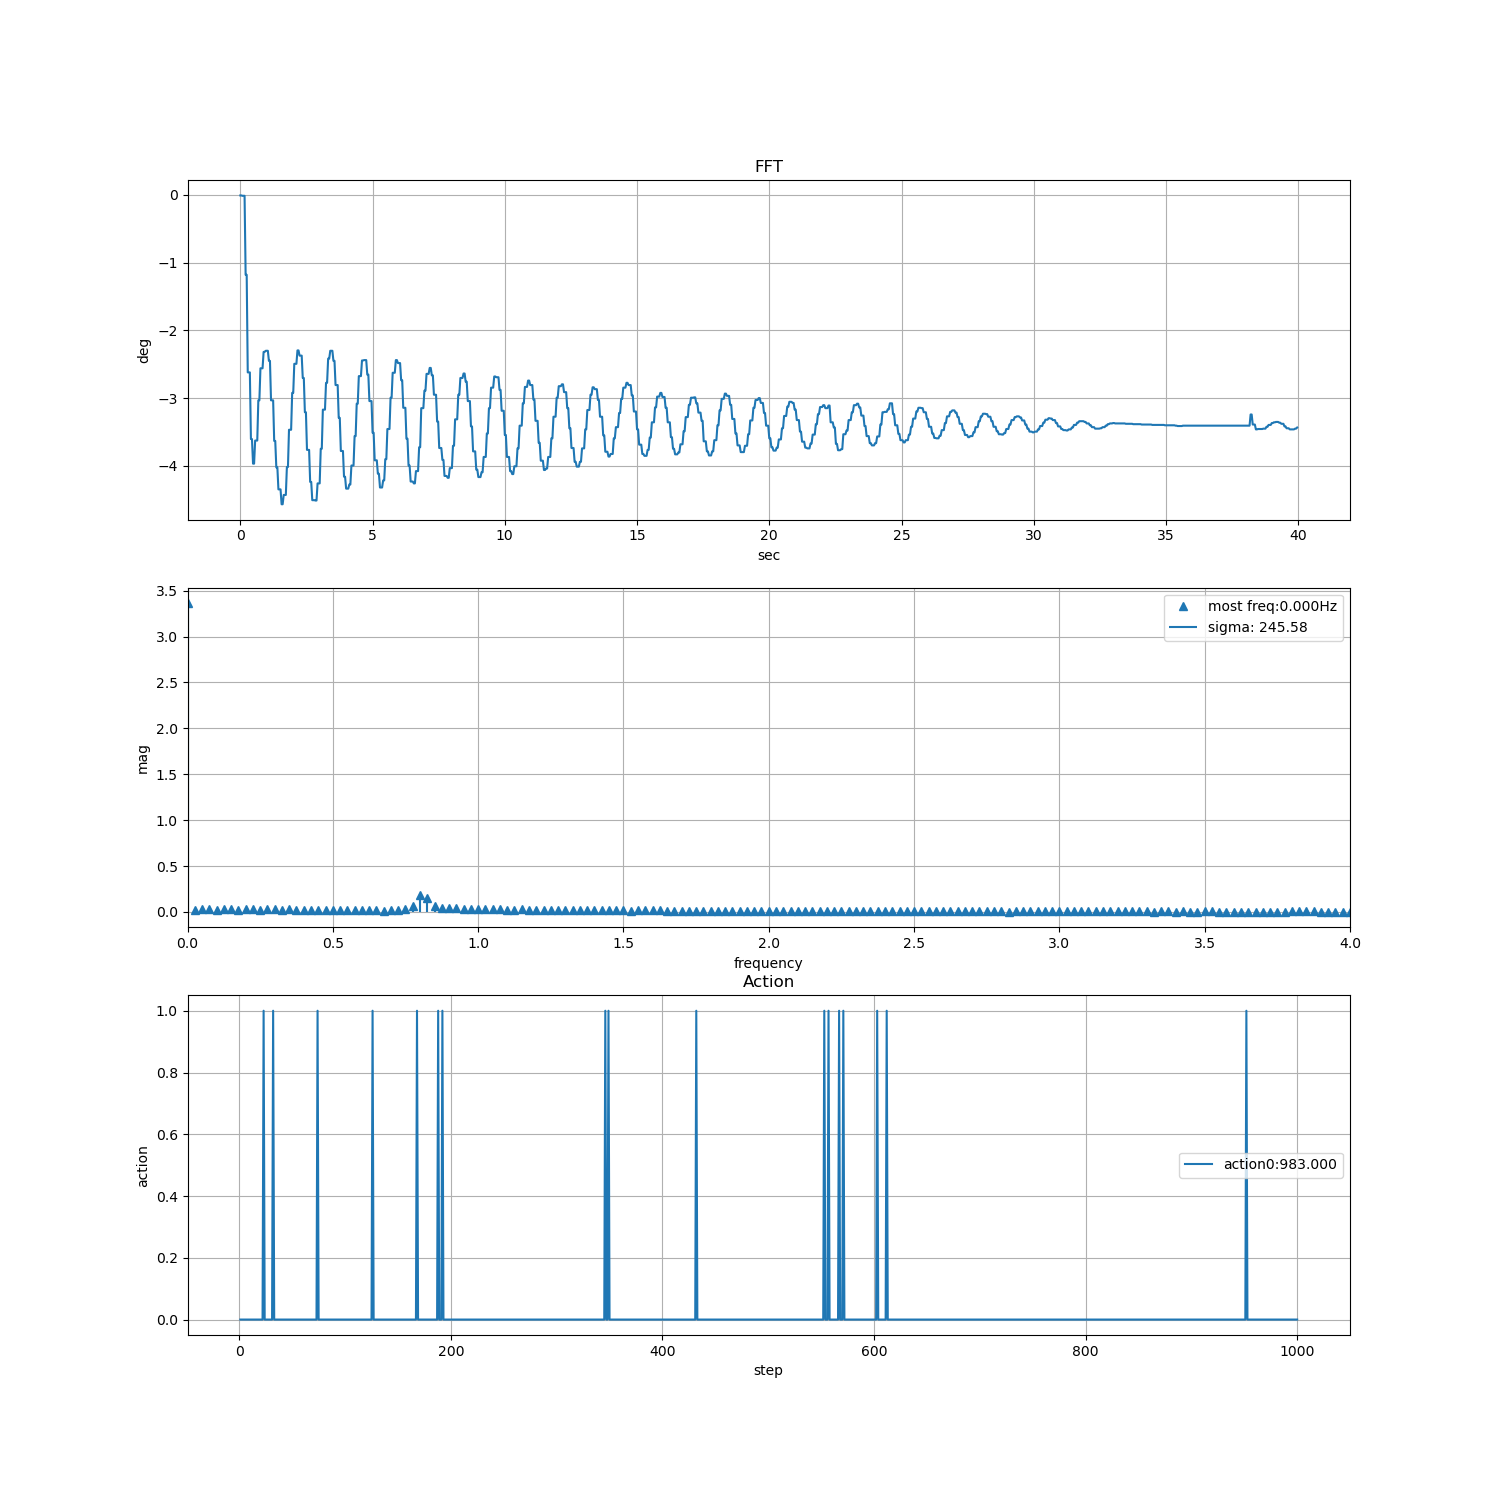 FFT
0
−1
−2
−3
−4
deg
0 5 10 15 20 25 30 35 40
sec
3.5
3.0
2.5
2.0
1.5
1.0
0.5
0.0
mag
most freq:0.000Hz
sigma: 245.58
0.0 0.5 1.0 1.5 2.0 2.5 3.0 3.5 4.0
frequency
Action
1.0
0.8
0.6
0.4
0.2
0.0
action
action0:983.000
0 200 400 600 800 1000
step